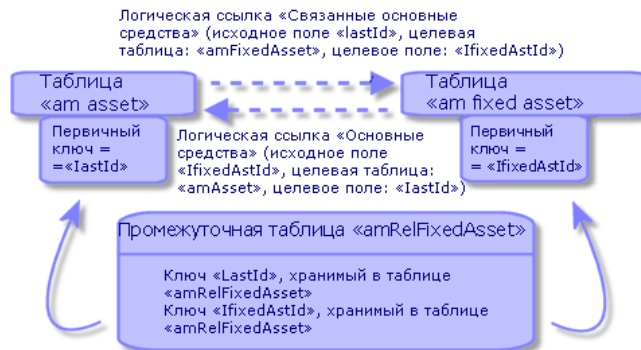 Логическая ссылка «Связанные основные
средства» (исходное поле «lastId», целевая
таблица: «amFixedAsset», целевое поле: «IfixedAstId»)
Таблица
«am asset»
Таблица
«am fixed asset»
Первичный
ключ =
=«IastId»
Логическая ссылка «Основные
средства» (исходное поле
«IfixedAstId», целевая таблица:
«amAsset», целевое поле: «IastId»)
Первичный
ключ =
= «IfixedAstId»
Промежуточная таблица «amRelFixedAsset»
Ключ «LastId», хранимый в таблице
«amRelFixedAsset»
Ключ «IfixedAstId», хранимый в таблице
«amRelFixedAsset»